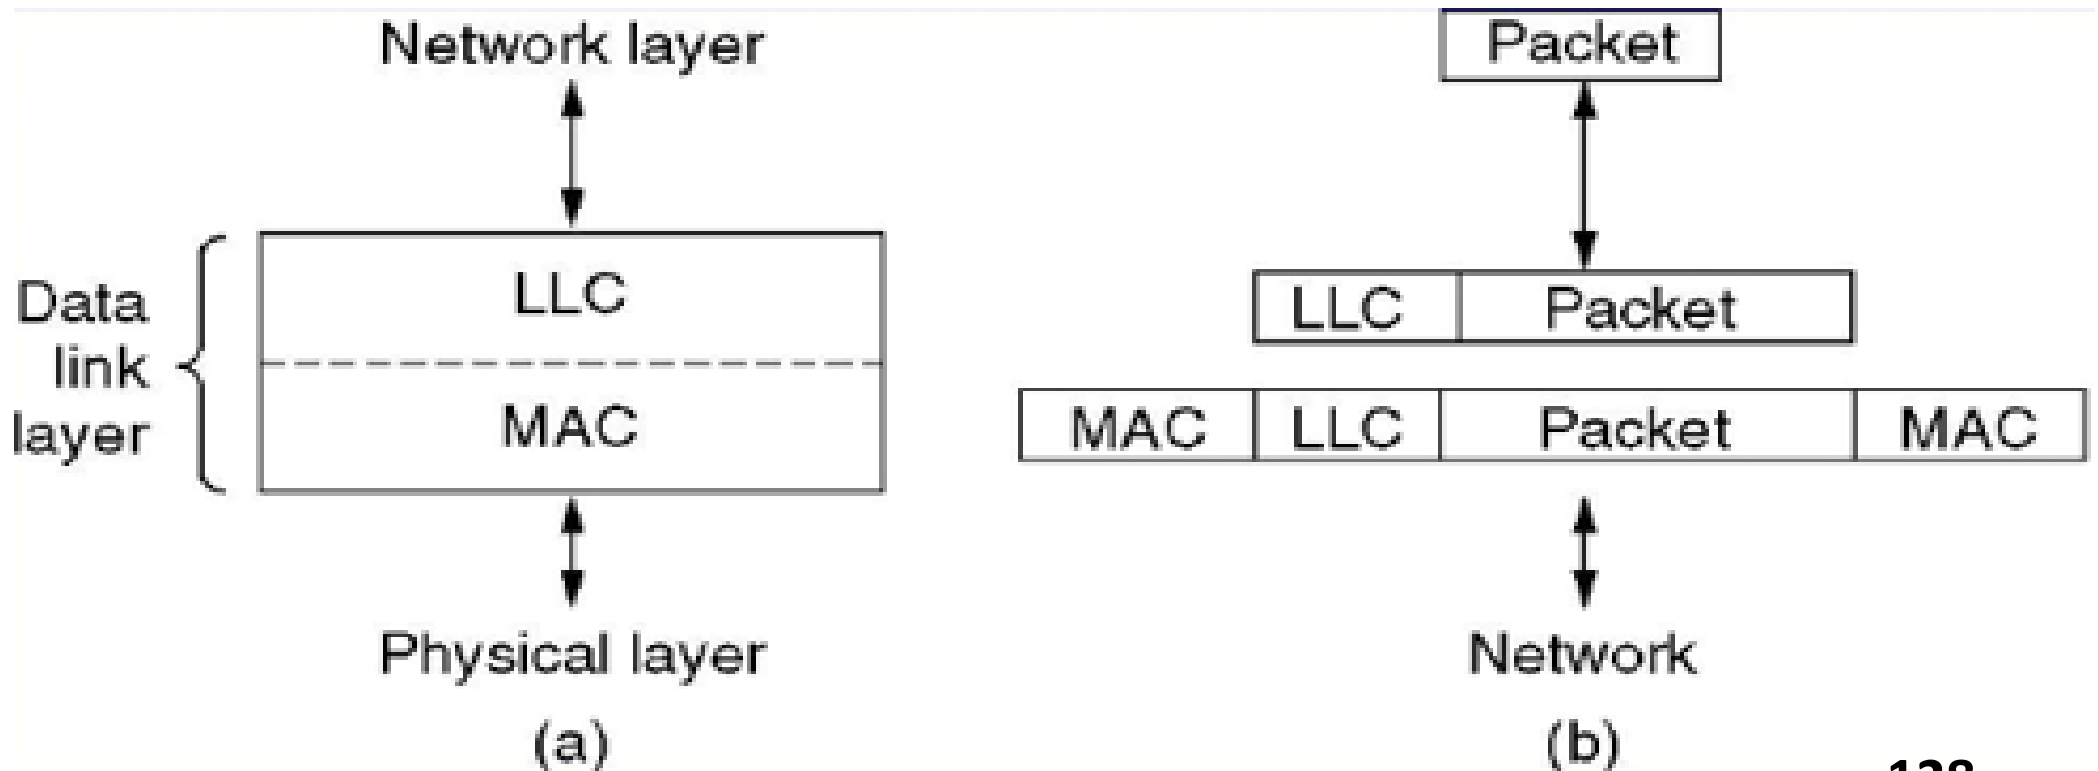 Network layer
Data
link
layer
LLC
MAC
Physical layer
(a)
Packet
LLC Packet
MAC LLC Packet MAC
Network
(b)